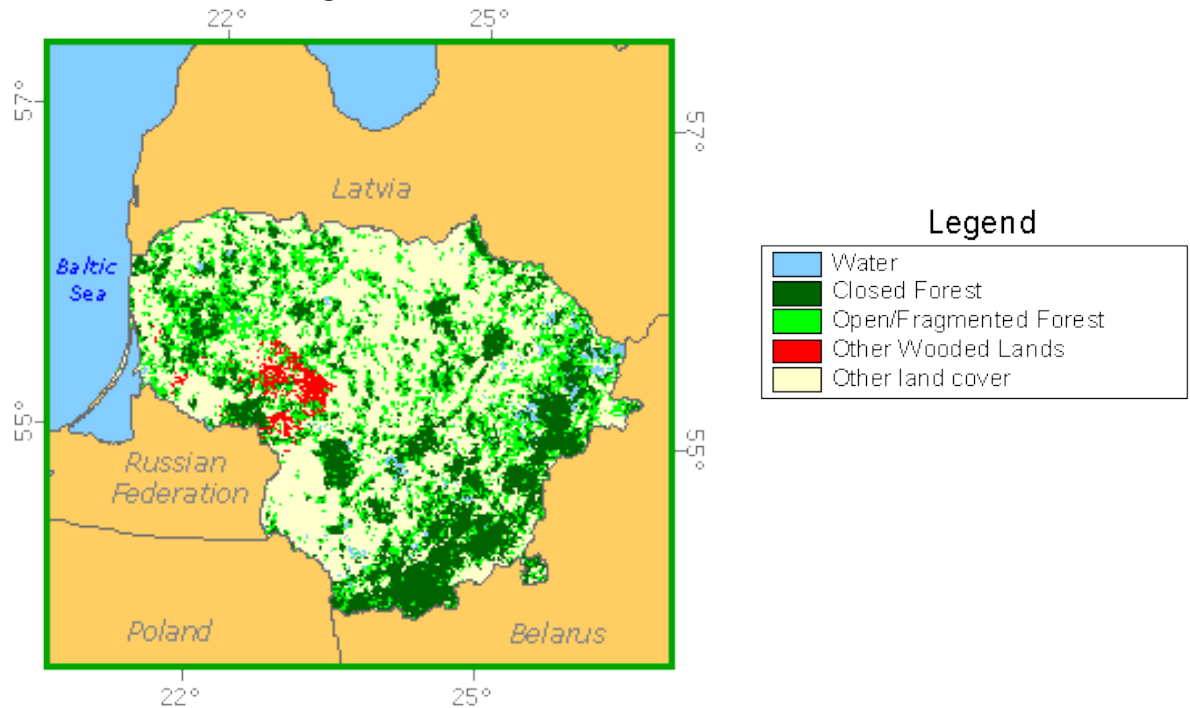 22°
25°
57°
57°
Latvia
Baltic
Sea
Legend
Water
Closed Forest
Open/Fragmented Forest
Other Wooded Lands
Other land cover
55°
55°
Russian
Federation
Poland
Belarus
22°
25°